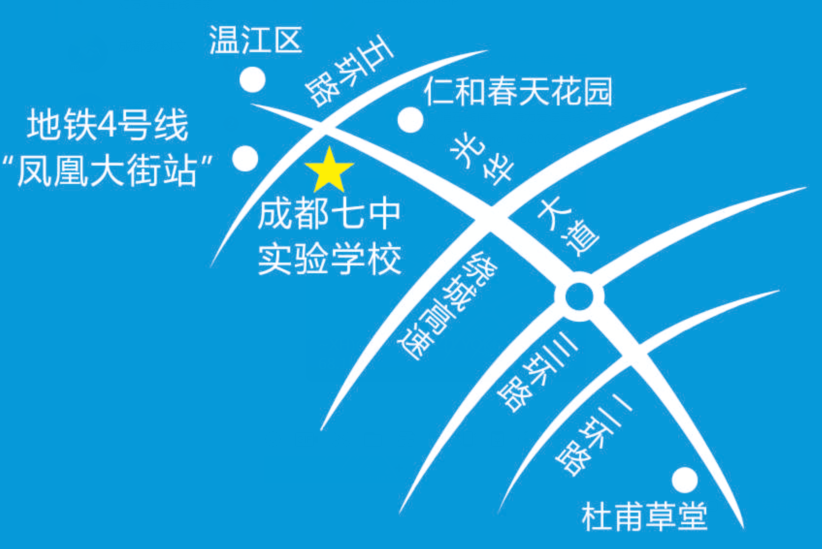 温江区
五环路
仁和春天花园
地铁4号线
“凤凰大街站”
光华大道
成都七中
实验学校
绕城高速
三环路
二环路
杜甫草堂